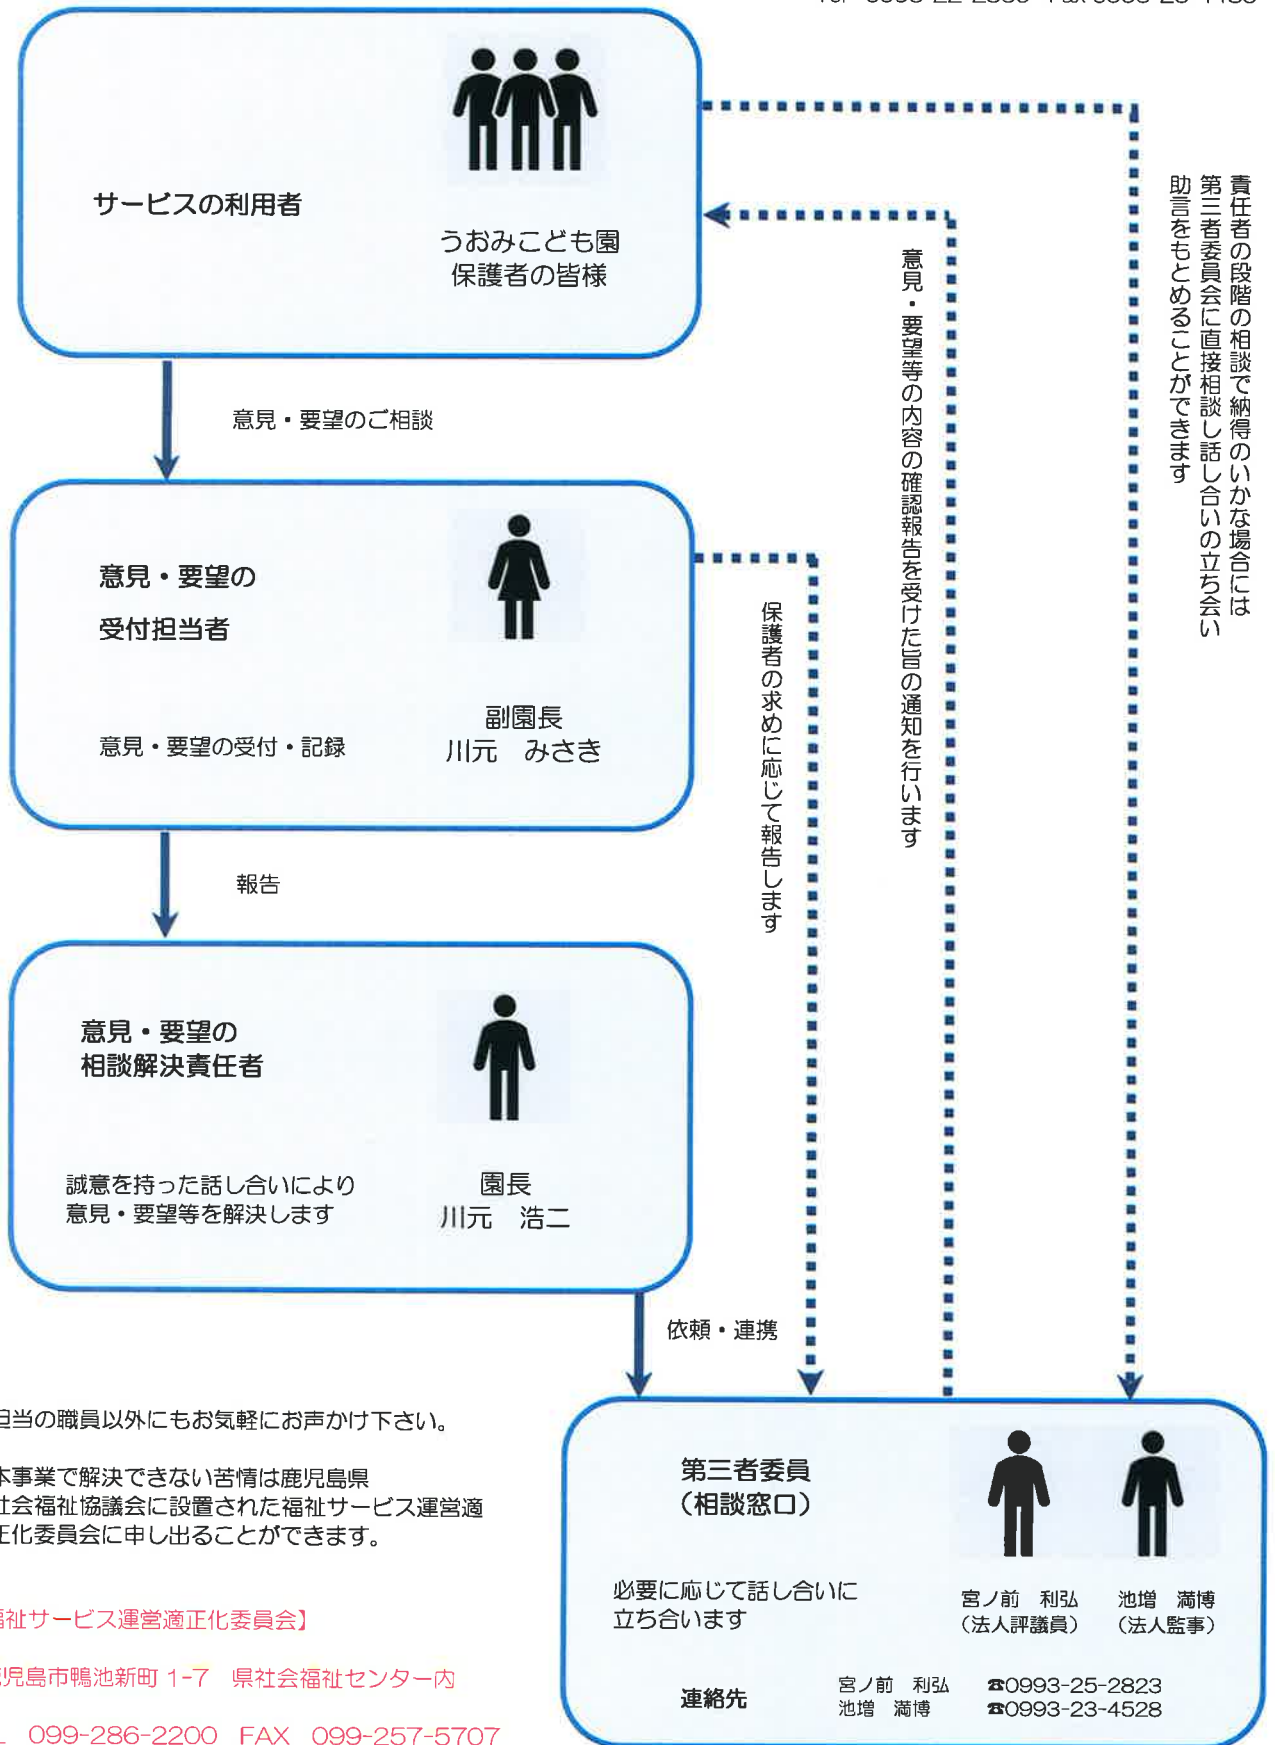 サービスの利用者
うおみこども園
保護者の皆様
責任者の段階の相談で納得のいかな場合には
第三者委員会に直接相談し話し合いの立ち会い
助言をもとめることができます
意見・要望等の内容の確認報告を受けた旨の通知を行います
意見・要望のご相談
意見・要望の
受付担当者
意見・要望の受付・記録
副園長
川元 みさき
保護者の求めに応じて報告します
報告
意見・要望の
相談解決責任者
誠意を持った話し合いにより
意見・要望等を解決します
園長
川元 浩二
依頼・連携
担当の職員以外にもお気軽にお声かけ下さい。
本事業で解決できない苦情は鹿児島県
社会福祉協議会に設置された福祉サービス運営適
正化委員会に申し出ることができます。
福祉サービス運営適正化委員会】
鹿児島市鴨池新町 1-7 県社会福祉センター内
L 099-286-2200 FAX 099-257-5707
第三者委員
（相談窓口）
必要に応じて話し合いに
立ち合います
宮ノ前 利弘
（法人評議員）
池増 満博
（法人監事）
連絡先
宮ノ前 利弘 ☎0993-25-2823
池増 満博 ☎0993-23-4528